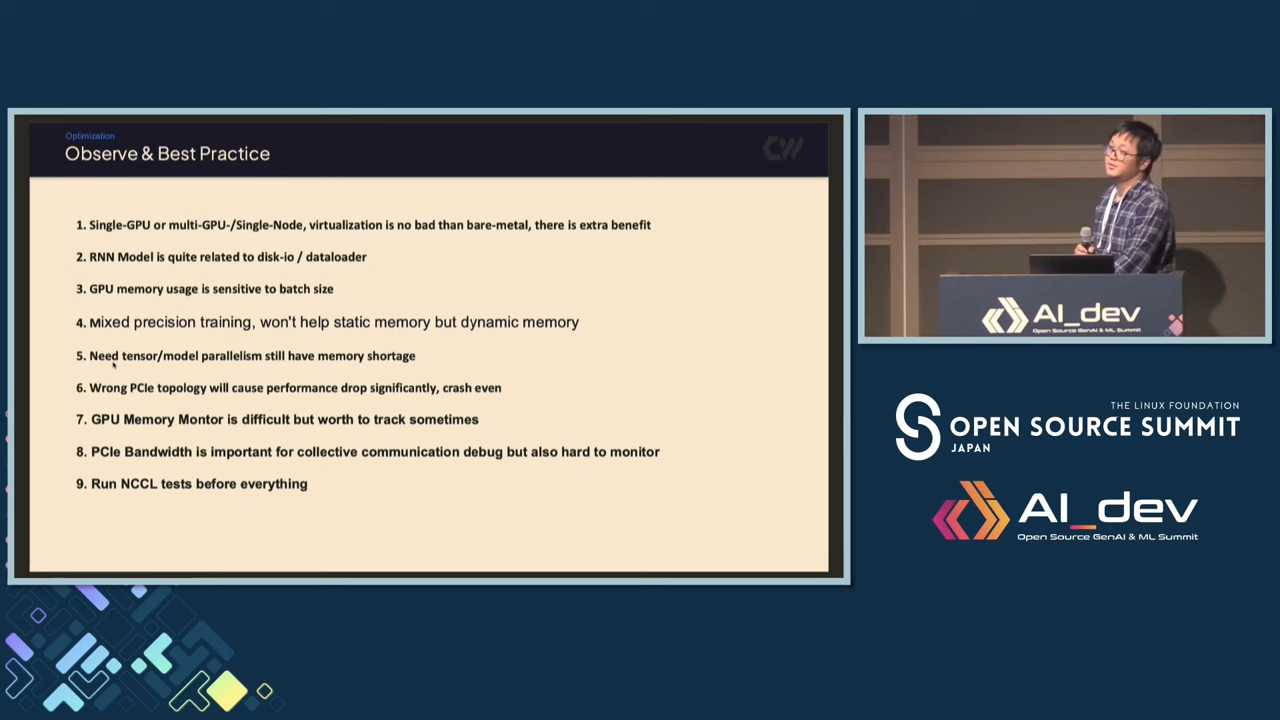 Optimization
Observe & Best Practice
CW
1. Single-GPU or multi-GPU-/Single-Node, virtualization is no bad than bare-metal, there is extra benefit
2. RNN Model is quite related to disk-io / dataloader
3. GPU memory usage is sensitive to batch size
4. Mixed precision training, won't help static memory but dynamic memory
5. Need tensor/model parallelism still have memory shortage
6. Wrong PCIe topology will cause performance drop significantly, crash even
7. GPU Memory Montor is difficult but worth to track sometimes
8. PCIe Bandwidth is important for collective communication debug but also hard to monitor
9. Run NCCL tests before everything
AI_dev
Open Source GenAI & ML Summit
THE LINUX FOUNDATION
OPEN SOURCE SUMMIT
JAPAN
AI_dev
Open Source GenAI & ML Summit